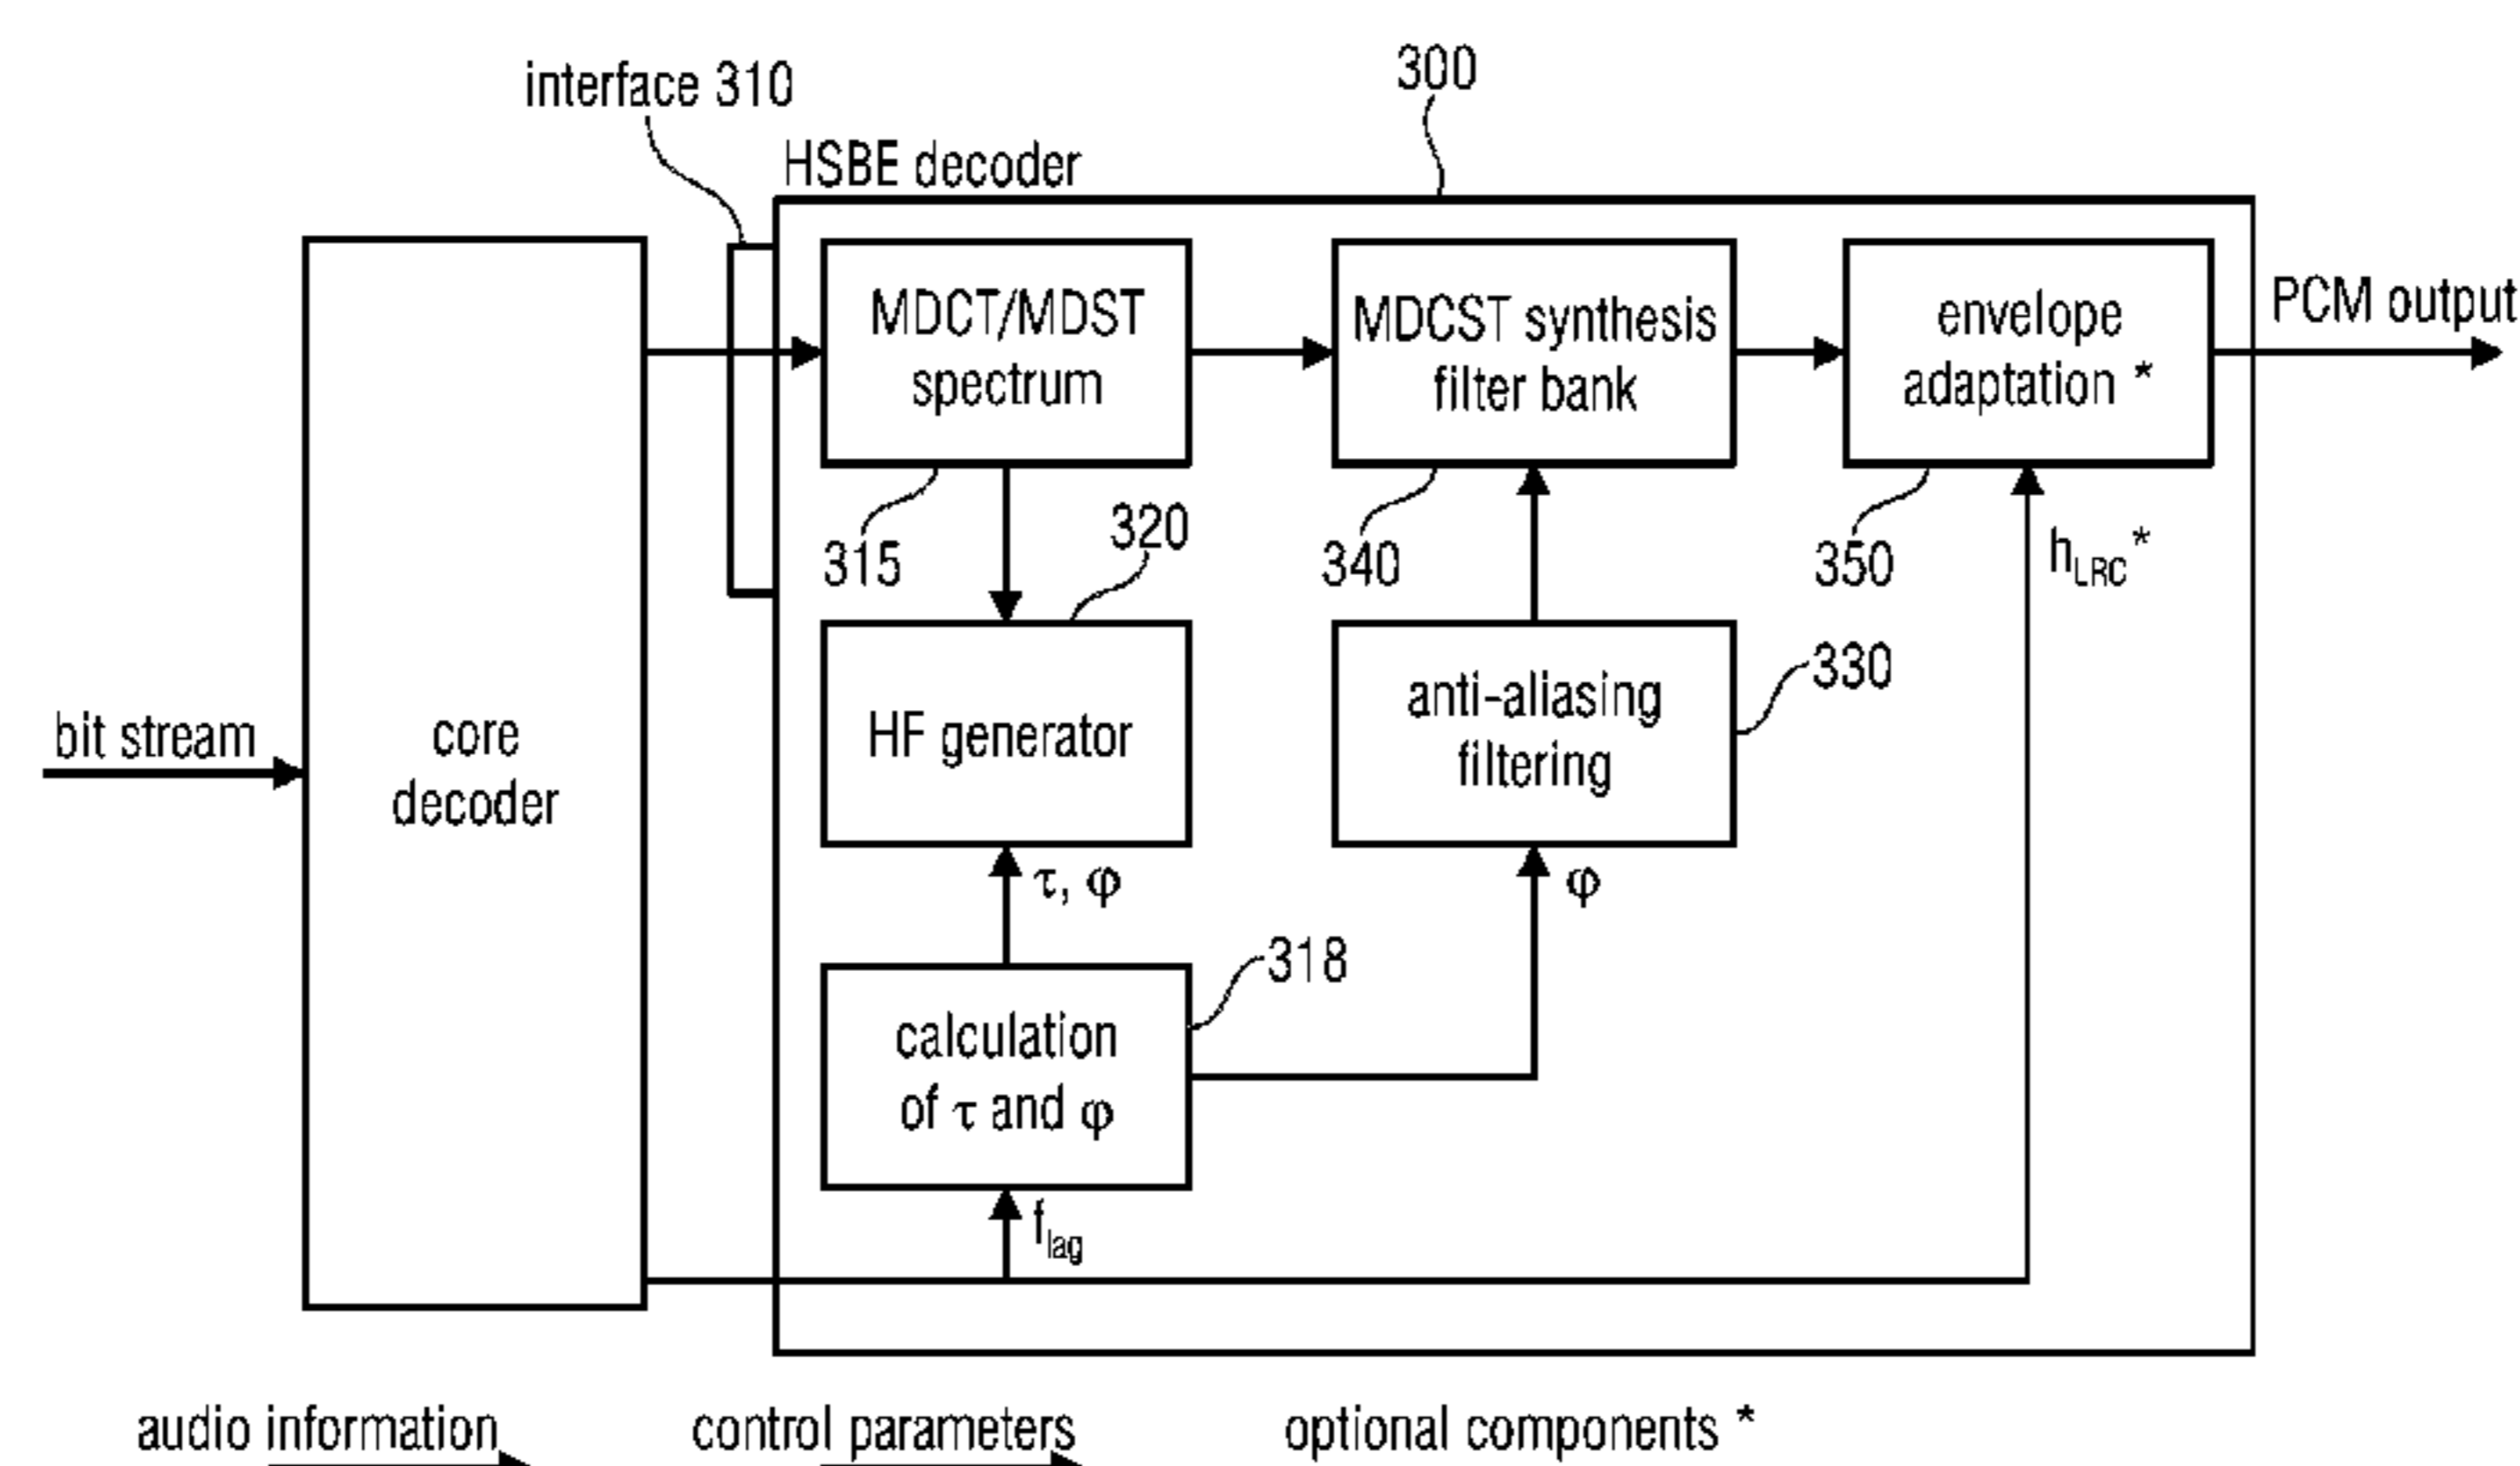 300
interface 310
HSBE decoder
MDCT/MDST
spectrum
MDCST synthesis
filter bank
envelope
adaptation *
PCM output
315
320
340
350
hLRC*
bit stream
core
decoder
HF generator
anti-aliasing
filtering
330
τ, φ
φ
318
calculation
of τ and φ
flag
audio information
control parameters
optional components *